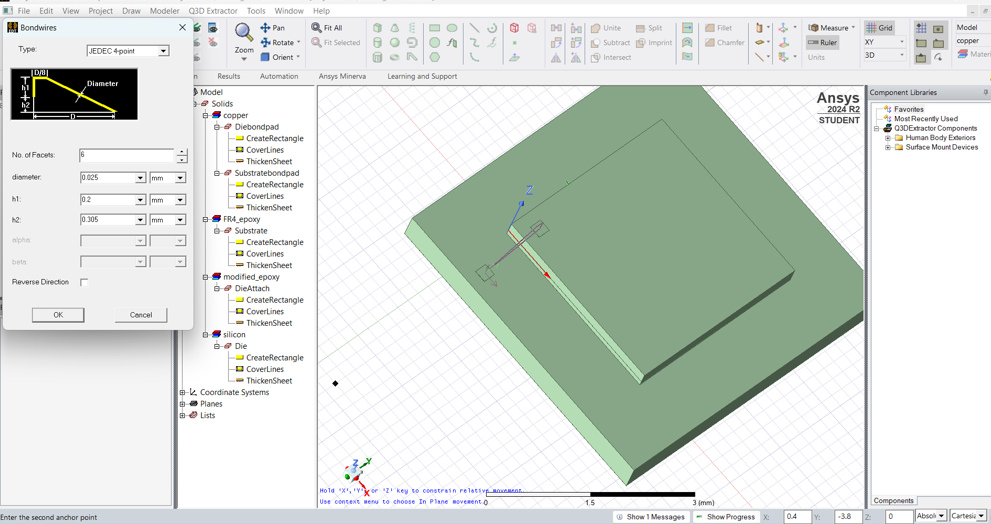 File Edit View Project Draw Modeler Q3D Extractor Tools Window Help
Bondwires
Type: JEDEC 4-point
|D/8|
Diameter
h1
h2
D
No. of Facets: 6
diameter: 0.025 mm
h1: 0.2 mm
h2: 0.305 mm
alpha:
beta:
Reverse Direction
OK Cancel
Zoom
Pan
Rotate
Orient
Fit All
Fit Selected
Unite
Subtract
Intersect
Split
Imprint
Fillet
Chamfer
Measure
Ruler
Units
Grid
XY
3D
Model
copper
Results Automation Ansys Minerva Learning and Support
Model
Solids
copper
Diebondpad
CreateRectangle
CoverLines
ThickenSheet
Substratebondpad
CreateRectangle
CoverLines
ThickenSheet
FR4_epoxy
Substrate
CreateRectangle
CoverLines
ThickenSheet
modified_epoxy
DieAttach
CreateRectangle
CoverLines
ThickenSheet
silicon
Die
CreateRectangle
CoverLines
ThickenSheet
Coordinate Systems
Planes
Lists
Ansys
2024 R2
STUDENT
Z
Z
Y
X
Hold 'X','Y' or 'Z' key to constrain relative movement.
Use context menu to choose In Plane movement.
0 1.5 3 (mm)
Component Libraries
Favorites
Most Recently Used
Q3DExtractor Components
Human Body Exteriors
Surface Mount Devices
Components
Enter the second anchor point
Show 1 Messages
Show Progress
X: 0.4 Y: -3.8 Z: 0 Absol Cartesia